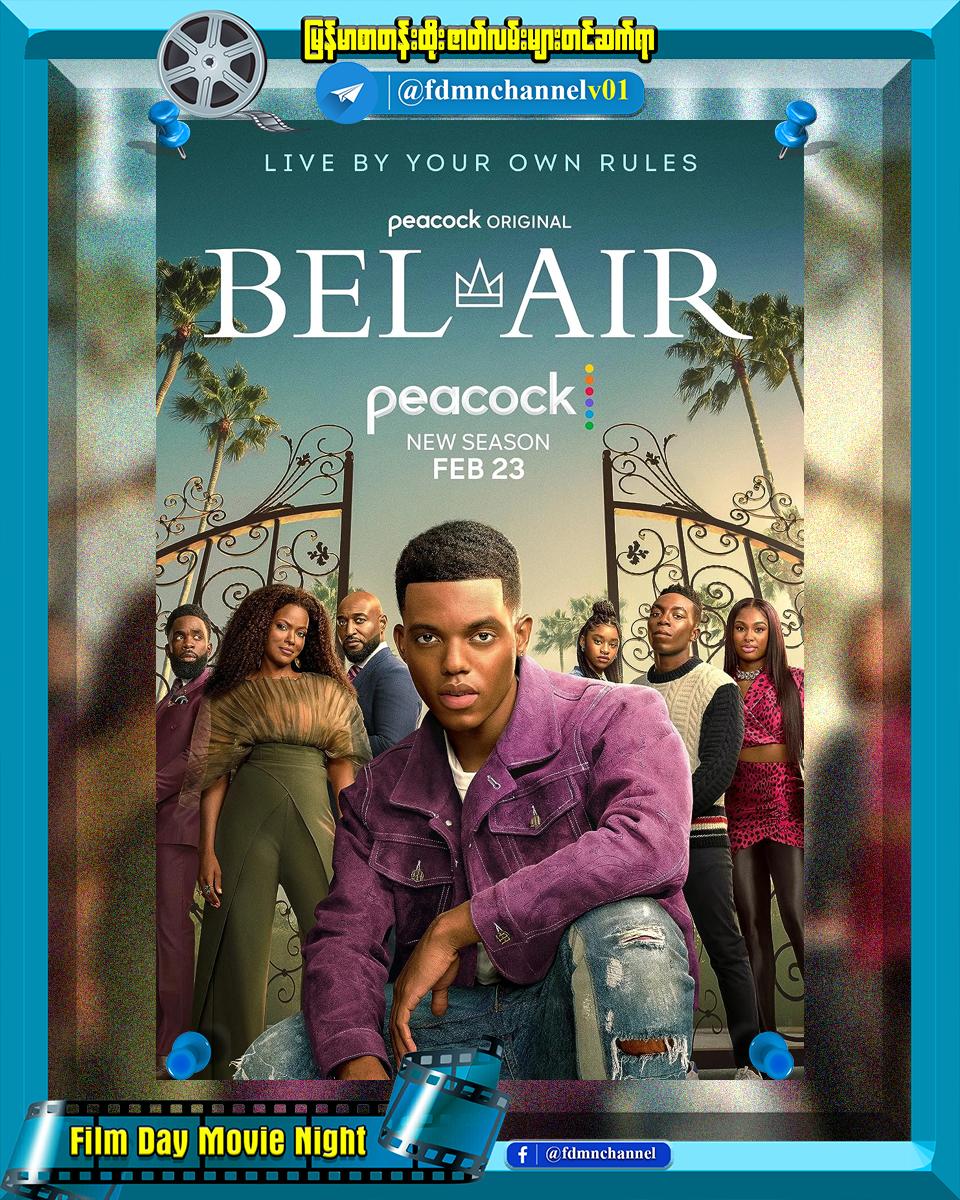 မြန်မာစာတန်းထိုးဇာတ်လမ်းများတင်ဆက်ရာ
@fdmnchannelv01
LIVE BY YOUR OWN RULES
peacock ORIGINAL
BEL AIR
peacock
NEW SEASON
FEB 23
Film Day Movie Night
f @fdmnchannel